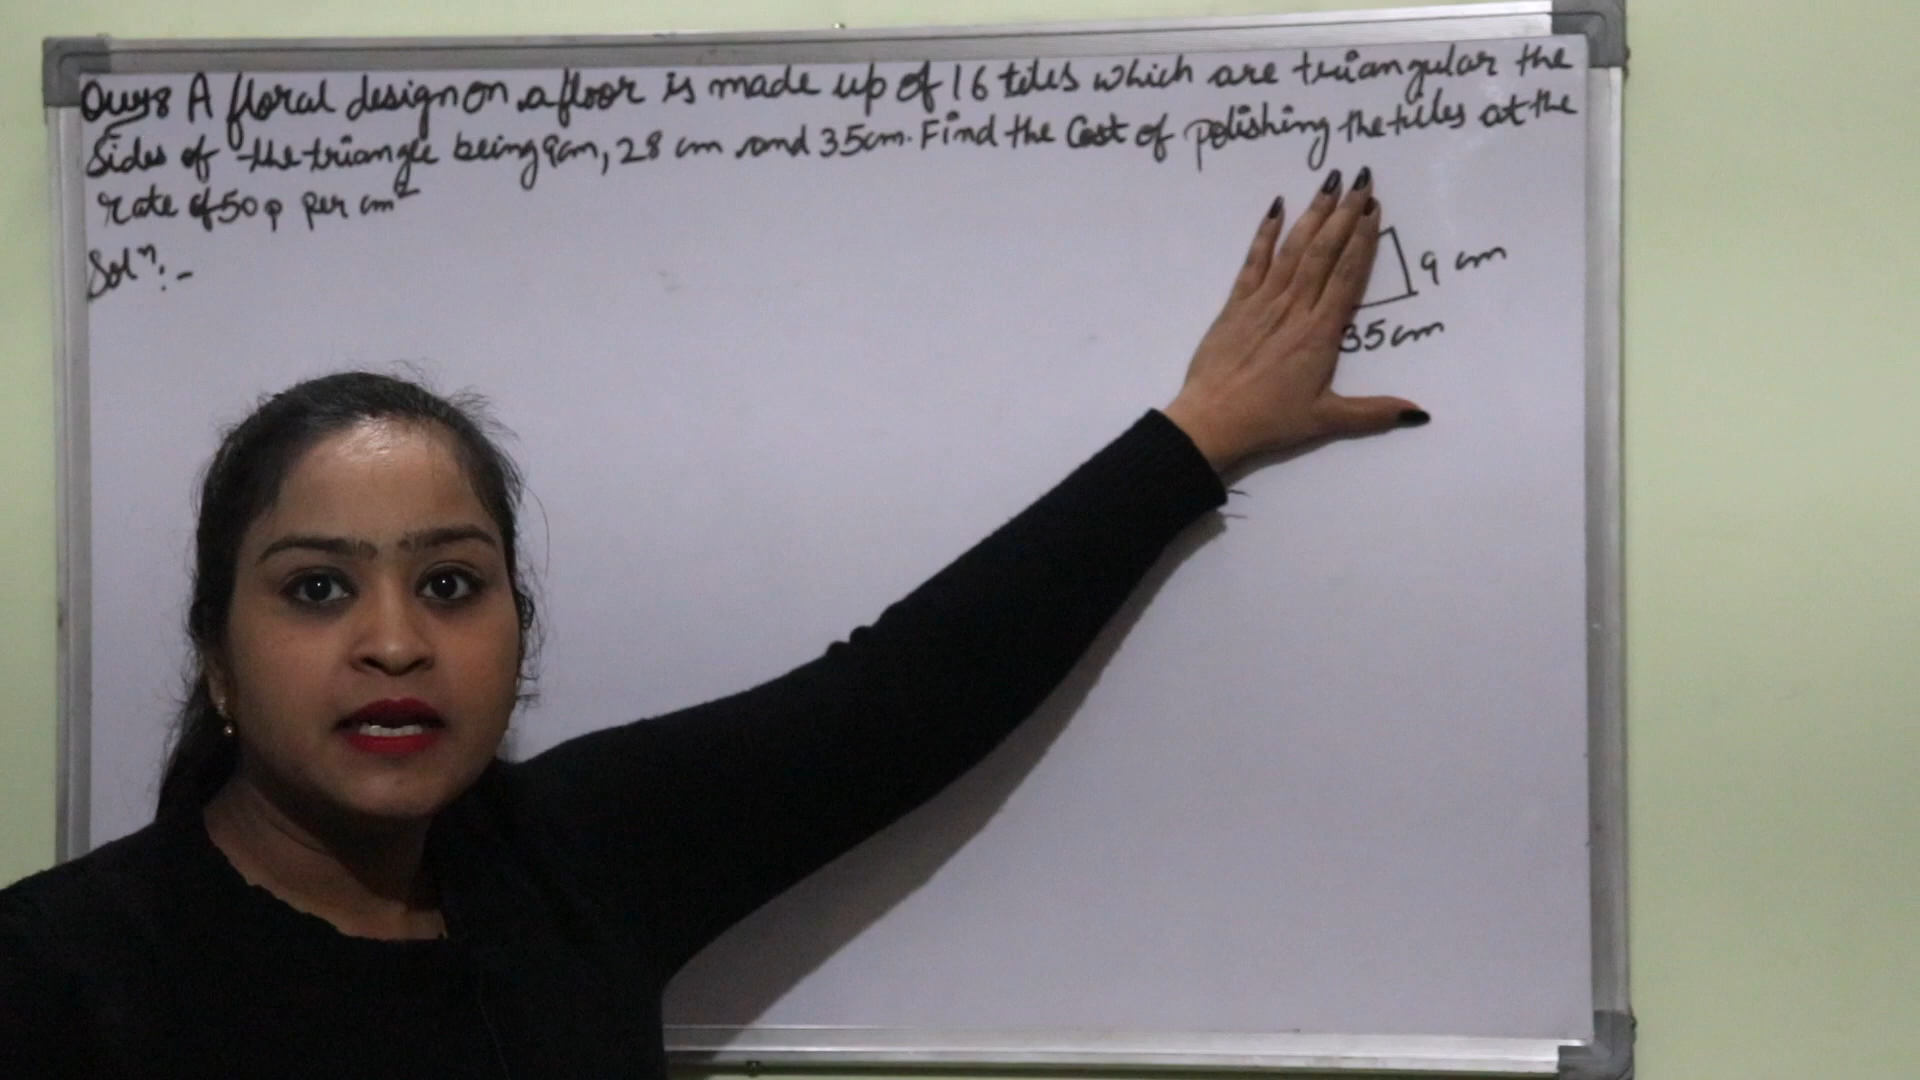 Ques A floral design on a floor is made up of 16 tiles which are triangular the
Sides of the triangle being 9cm, 28 cm and 35cm. Find the Cost of polishing the tiles at the
rate of 50 p per cm²
Solⁿ:-
9 cm
35cm